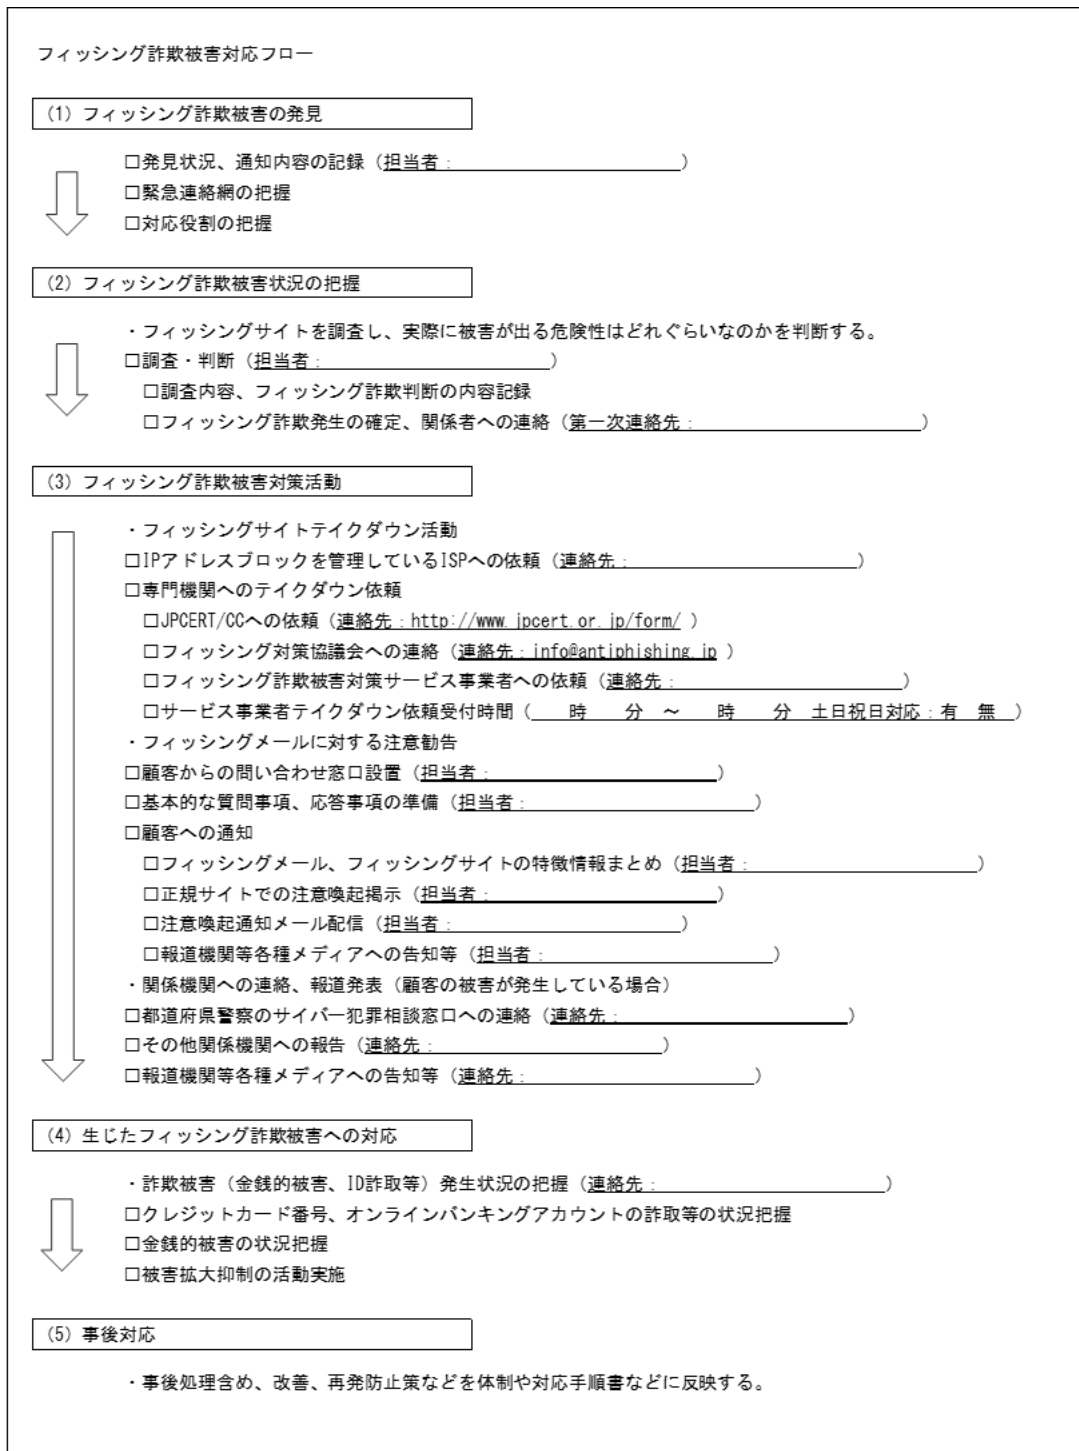 フィッシング詐欺被害対応フロー
(1) フィッシング詐欺被害の発見
□発見状況、通知内容の記録（担当者：　　　　　　　　　　　　）
□緊急連絡網の把握
□対応役割の把握
(2) フィッシング詐欺被害状況の把握
・フィッシングサイトを調査し、実際に被害が出る危険性はどれぐらいなのかを判断する。
□調査・判断（担当者：　　　　　　　　　　　　）
□調査内容、フィッシング詐欺判断の内容記録
□フィッシング詐欺発生の確定、関係者への連絡（第一次連絡先：　　　　　　　　　　　　）
(3) フィッシング詐欺被害対策活動
・フィッシングサイトテイクダウン活動
□IPアドレスブロックを管理しているISPへの依頼（連絡先：　　　　　　　　　　　　）
□専門機関へのテイクダウン依頼
□JPCERT/CCへの依頼（連絡先：http://www.jpcert.or.jp/form/ ）
□フィッシング対策協議会への連絡（連絡先：info@antiphishing.jp ）
□フィッシング詐欺被害対策サービス事業者への依頼（連絡先：　　　　　　　　　　　　）
□サービス事業者テイクダウン依頼受付時間（　　時　　分　～　　時　　分　土日祝日対応：有　無　）
・フィッシングメールに対する注意勧告
□顧客からの問い合わせ窓口設置（担当者：　　　　　　　　　　　　）
□基本的な質問事項、応答事項の準備（担当者：　　　　　　　　　　　　）
□顧客への通知
□フィッシングメール、フィッシングサイトの特徴情報まとめ（担当者：　　　　　　　　　　　　）
□正規サイトでの注意喚起掲示（担当者：　　　　　　　　　　　　）
□注意喚起通知メール配信（担当者：　　　　　　　　　　　　）
□報道機関等各種メディアへの告知等（担当者：　　　　　　　　　　　　）
・関係機関への連絡、報道発表（顧客の被害が発生している場合）
□都道府県警察のサイバー犯罪相談窓口への連絡（連絡先：　　　　　　　　　　　　）
□その他関係機関への報告（連絡先：　　　　　　　　　　　　）
□報道機関等各種メディアへの告知等（連絡先：　　　　　　　　　　　　）
(4) 生じたフィッシング詐欺被害への対応
・詐欺被害（金銭的被害、ID詐取等）発生状況の把握（連絡先：　　　　　　　　　　　　）
□クレジットカード番号、オンラインバンキングアカウントの詐取等の状況把握
□金銭的被害の状況把握
□被害拡大抑制の活動実施
(5) 事後対応
・事後処理含め、改善、再発防止策などを体制や対応手順書などに反映する。